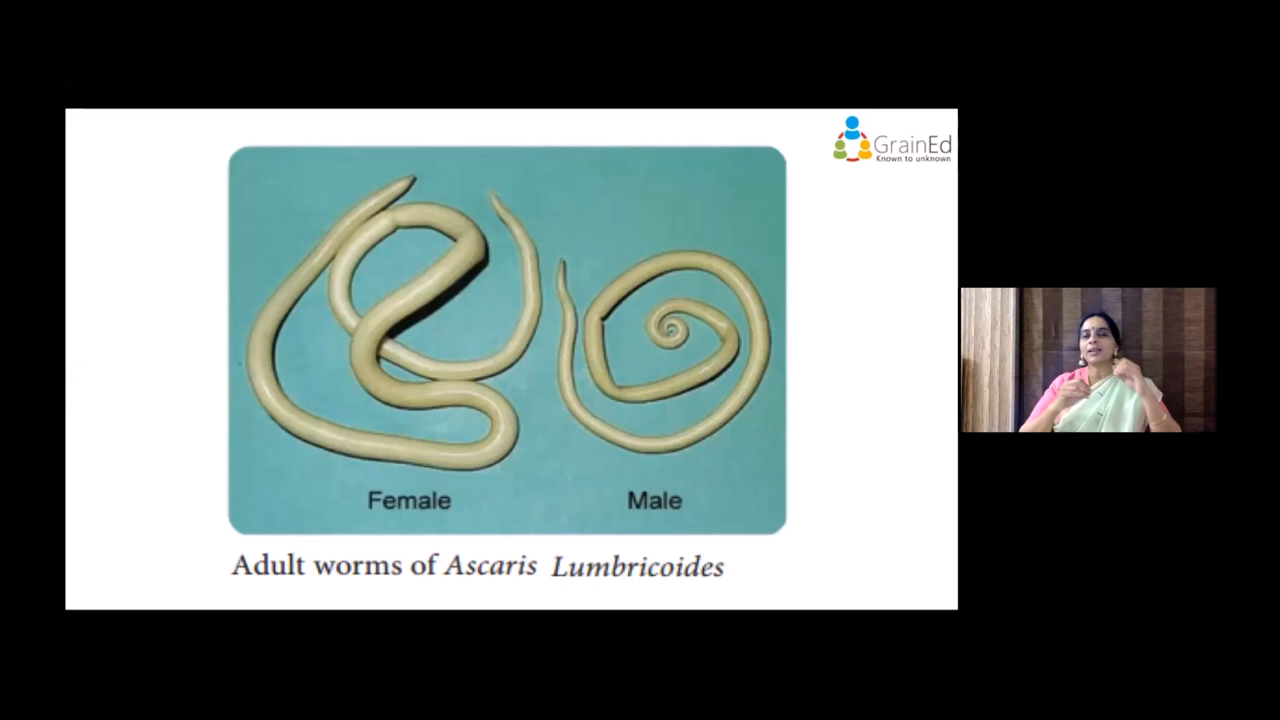 GrainEd
Known to unknown
Female Male
Adult worms of Ascaris Lumbricoides